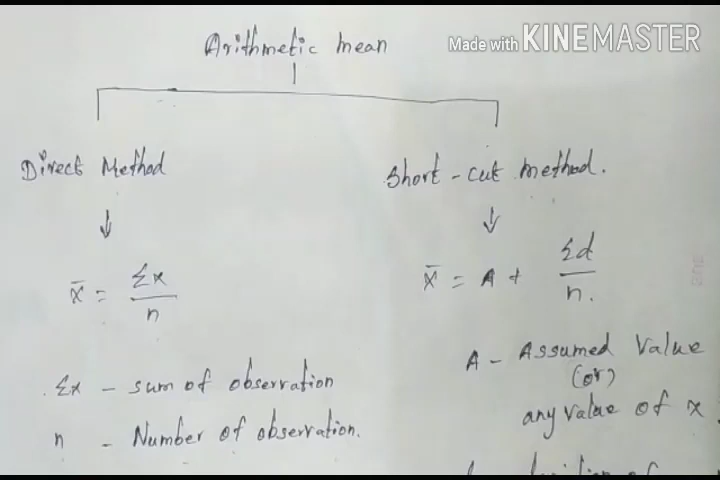 Arithmetic mean
Made with KINEMASTER
Direct Method
Short-cut method.
x̄ = Σx/n
x̄ = A + Σd/n.
Σx - sum of observation
n - Number of observation.
A - Assumed Value
(or)
any value of x.